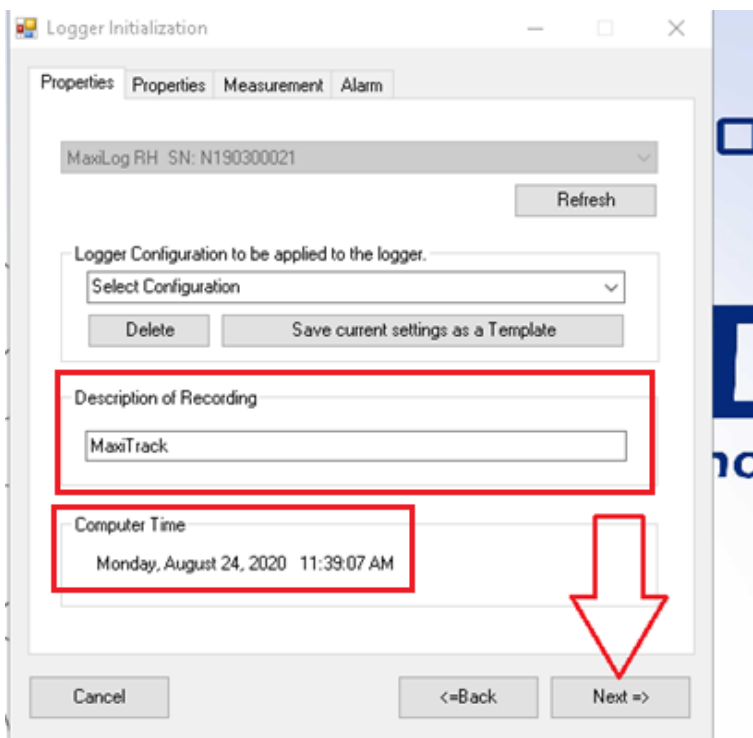 Logger Initialization
Properties Properties Measurement Alarm
MaxiLog RH SN: N190300021
Refresh
Logger Configuration to be applied to the logger.
Select Configuration
Delete Save current settings as a Template
Description of Recording
MaxiTrack
Computer Time
Monday, August 24, 2020 11:39:07 AM
Cancel <=Back Next =>